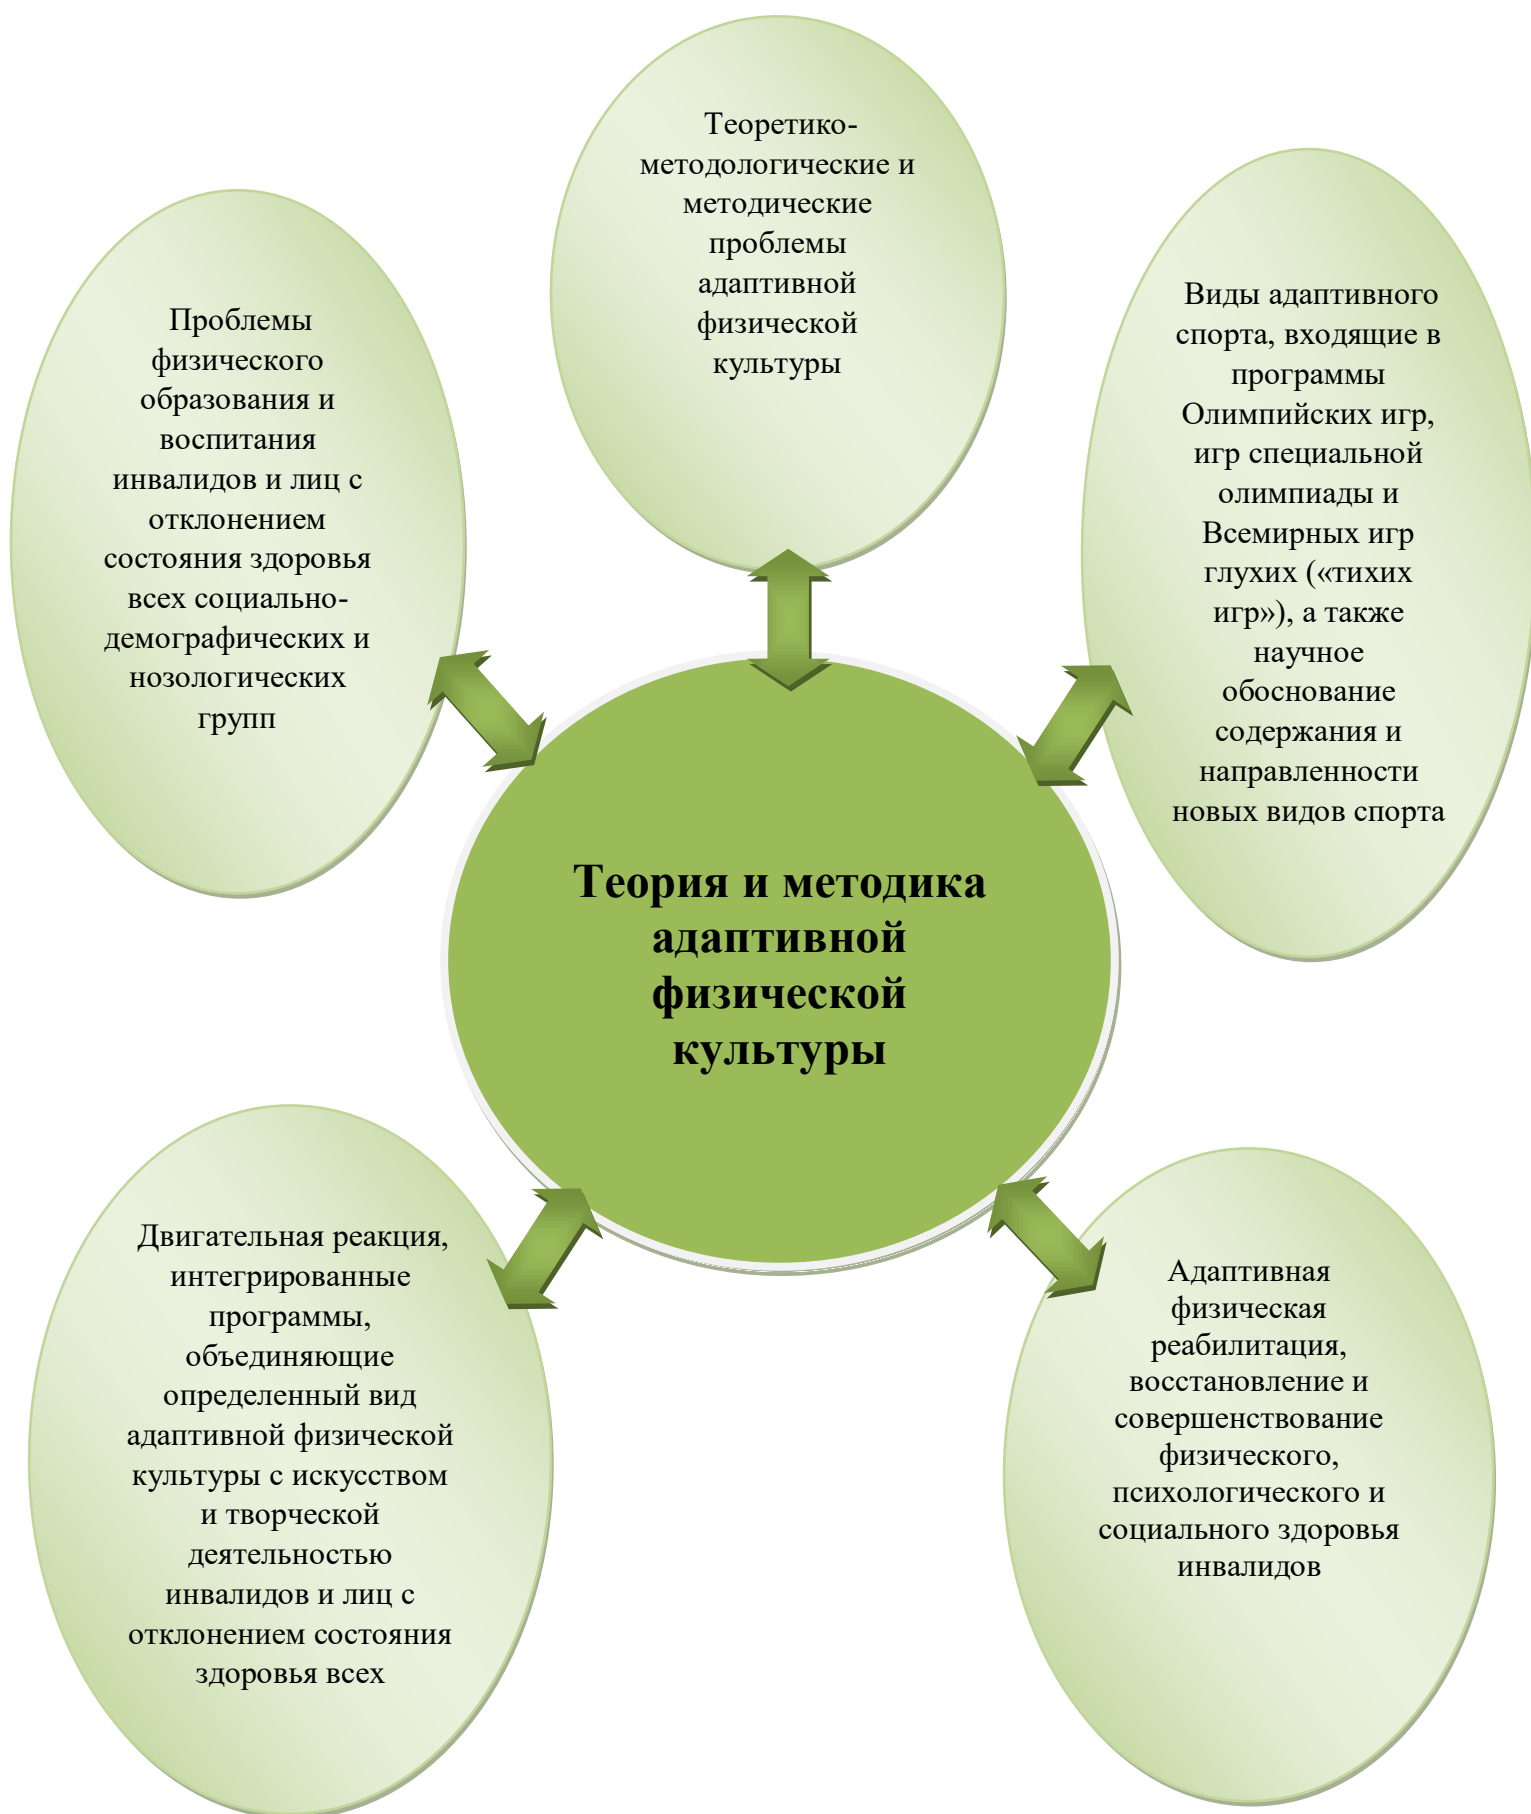 Теоретико-
методологические и
методические
проблемы
адаптивной
физической
культуры
Проблемы
физического
образования и
воспитания
инвалидов и лиц с
отклонением
состояния здоровья
всех социально-
демографических и
нозологических
групп
Виды адаптивного
спорта, входящие в
программы
Олимпийских игр,
игр специальной
олимпиады и
Всемирных игр
глухих («тихих
игр»), а также
научное
обоснование
содержания и
направленности
новых видов спорта
Теория и методика
адаптивной
физической
культуры
Двигательная реакция,
интегрированные
программы,
объединяющие
определенный вид
адаптивной физической
культуры с искусством
и творческой
деятельностью
инвалидов и лиц с
отклонением состояния
здоровья всех
Адаптивная
физическая
реабилитация,
восстановление и
совершенствование
физического,
психологического и
социального здоровья
инвалидов